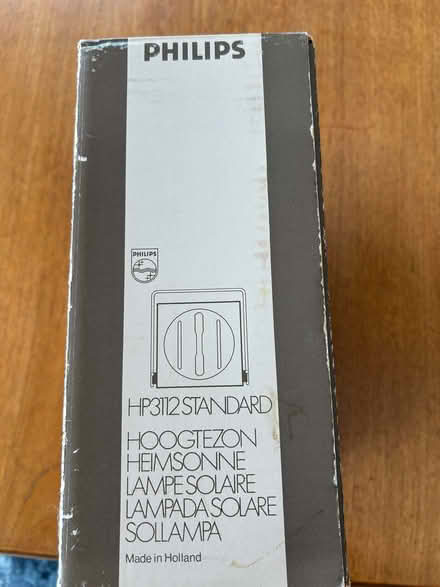 PHILIPS
PHILIPS
HP3112 STANDARD
HOOGTEZON
HEIMSONNE
LAMPE SOLAIRE
LAMPADA SOLARE
SOLLAMPA
Made in Holland